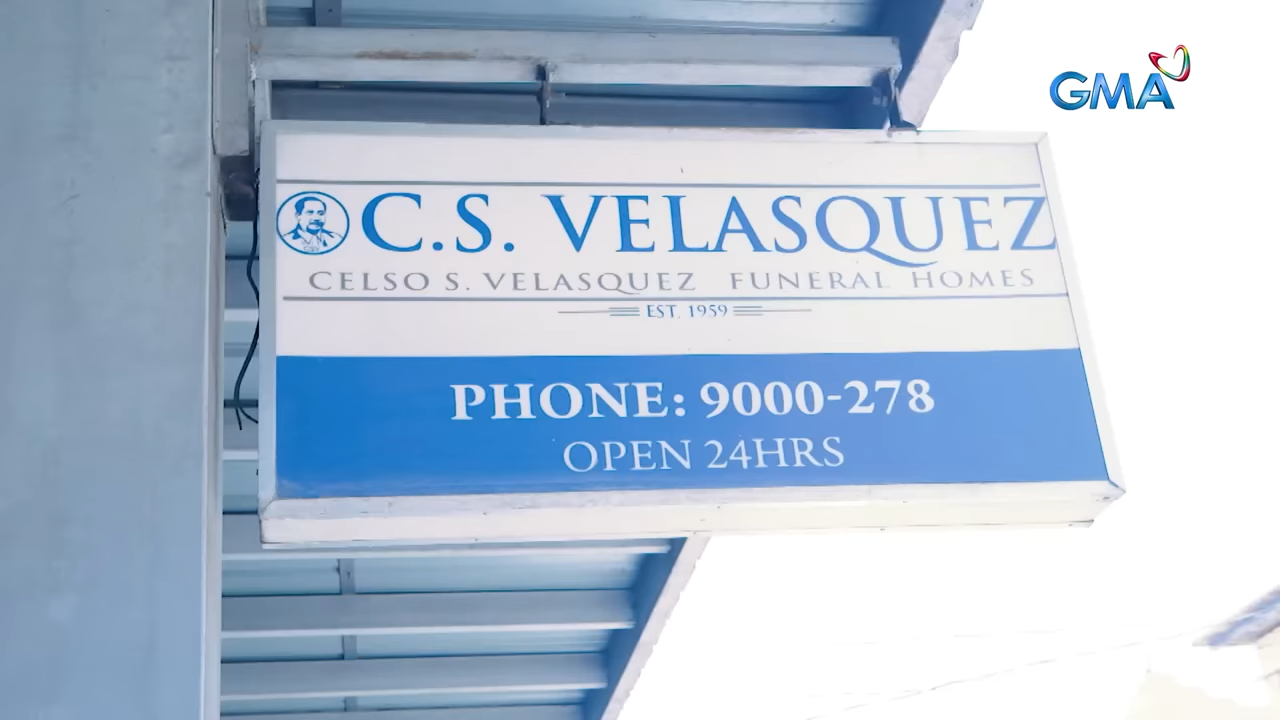 GMA
C.S. VELASQUEZ
CELSO S. VELASQUEZ FUNERAL HOMES
EST. 1959
PHONE: 9000-278
OPEN 24HRS